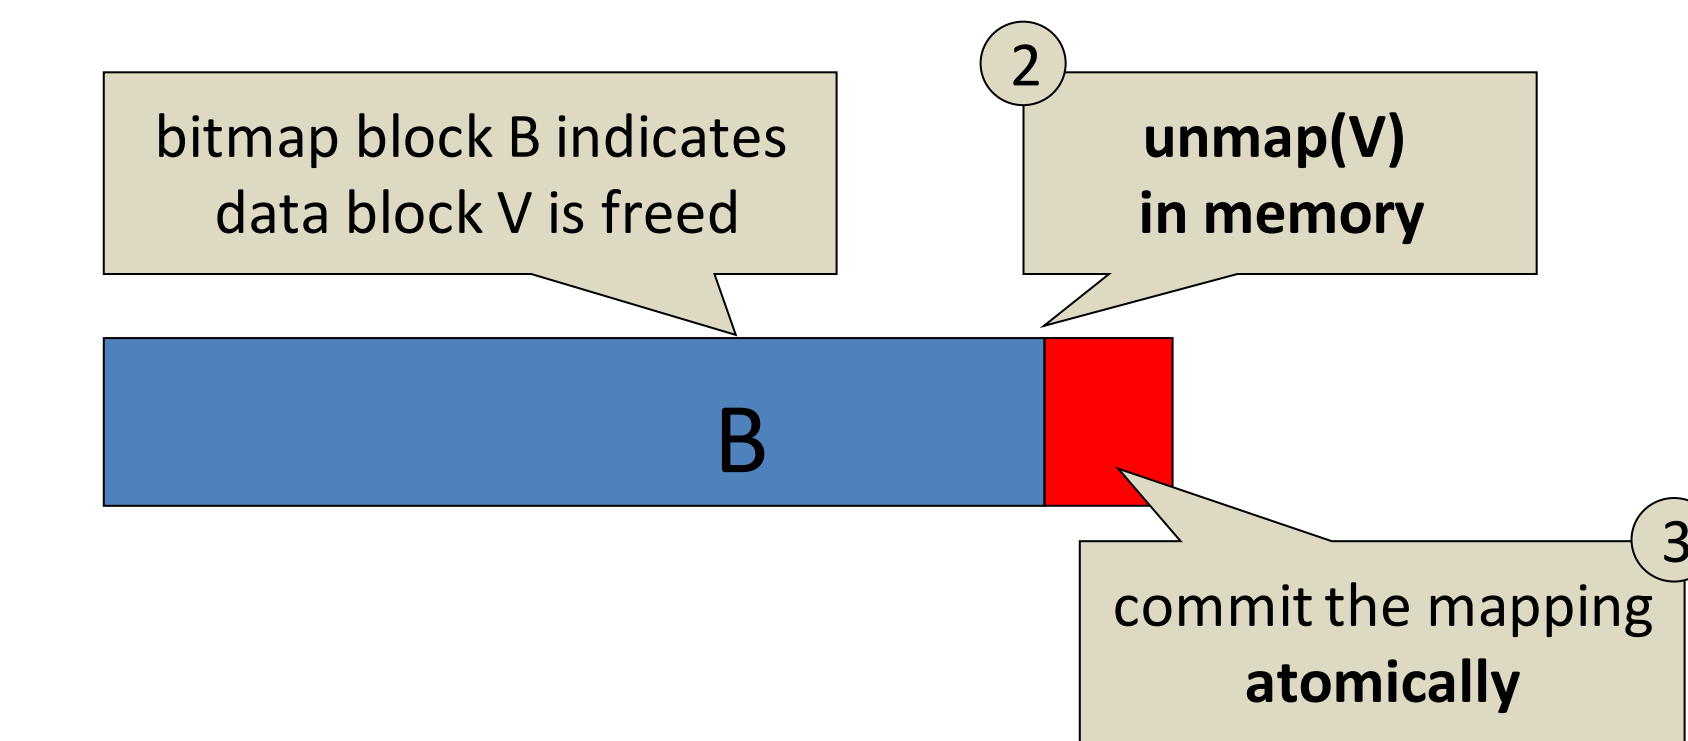 bitmap block B indicates
data block V is freed
2
unmap(V)
in memory
B
3
commit the mapping
atomically